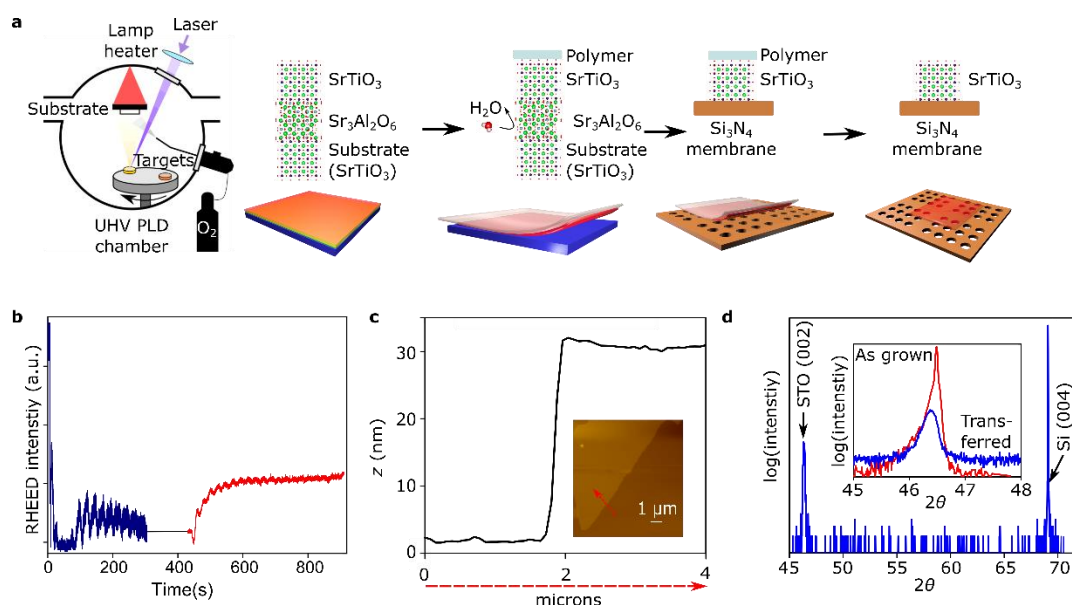 a
Lamp
heater
Laser
Substrate
Targets
UHV PLD
chamber
O2
SrTiO3
Sr3Al2O6
Substrate
(SrTiO3)
Polymer
SrTiO3
H2O
Sr3Al2O6
Substrate
(SrTiO3)
Polymer
SrTiO3
Si3N4
membrane
SrTiO3
Si3N4
membrane
b
RHEED intenstiy (a.u.)
0 200 400 600 800
Time(s)
c
z (nm)
30
20
10
0
1 μm
0 2 4
microns
d
log(intenstiy)
STO (002)
Si (004)
log(intenstiy)
As grown
Trans-
ferred
45 46 47 48
2θ
45 50 55 60 65 70
2θ